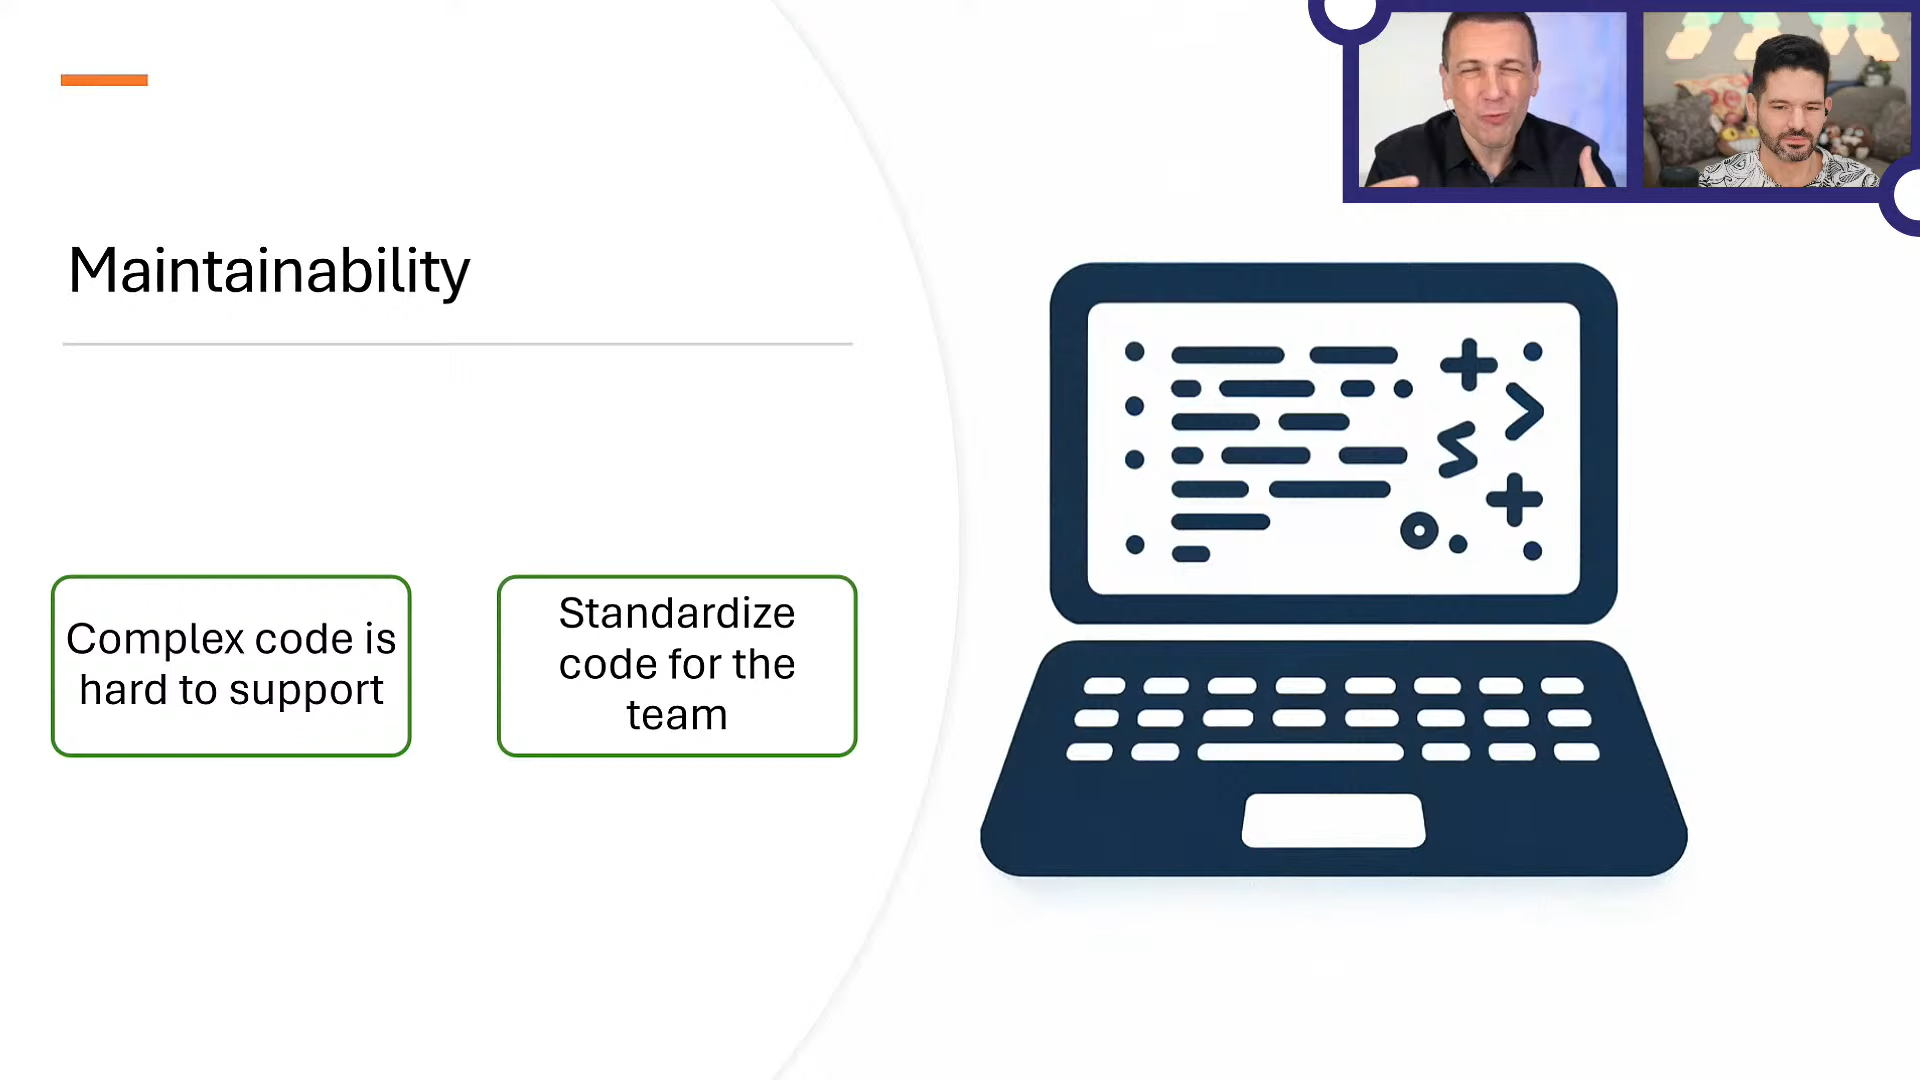 Maintainability
Complex code is
hard to support
Standardize
code for the
team